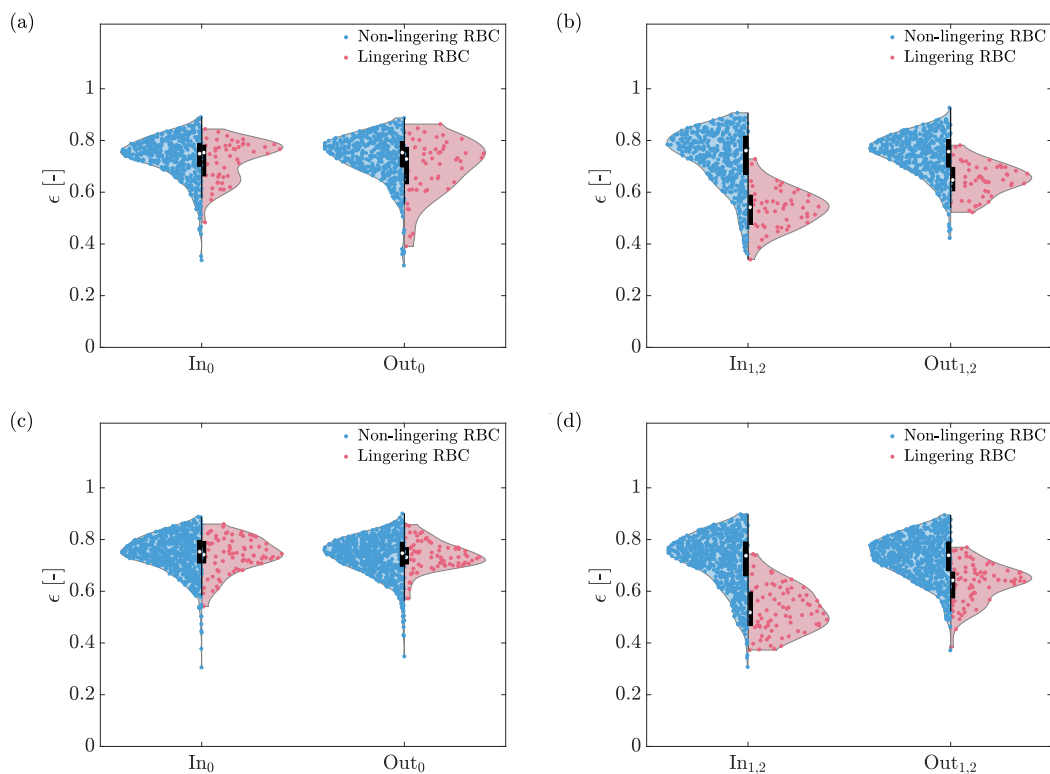 (a)
Non-lingering RBC
Lingering RBC
1
0.8
0.6
0.4
0.2
0
ϵ [-]
In₀
Out₀
(b)
Non-lingering RBC
Lingering RBC
1
0.8
0.6
0.4
0.2
0
ϵ [-]
In₁,₂
Out₁,₂
(c)
Non-lingering RBC
Lingering RBC
1
0.8
0.6
0.4
0.2
0
ϵ [-]
In₀
Out₀
(d)
Non-lingering RBC
Lingering RBC
1
0.8
0.6
0.4
0.2
0
ϵ [-]
In₁,₂
Out₁,₂